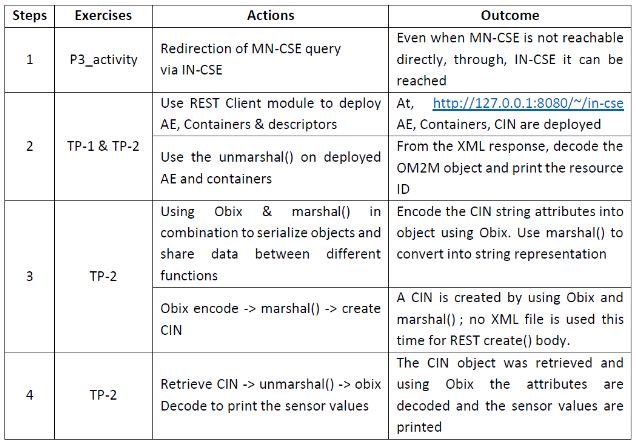 Steps Exercises Actions Outcome
1 P3_activity
Redirection of MN-CSE query
via IN-CSE
Even when MN-CSE is not reachable
directly, through, IN-CSE it can be
reached
2 TP-1 & TP-2
Use REST Client module to deploy
AE, Containers & descriptors
At, http://127.0.0.1:8080/~/in-cse
AE, Containers, CIN are deployed
Use the unmarshal() on deployed
AE and containers
From the XML response, decode the
OM2M object and print the resource
ID
3 TP-2
Using Obix & marshal() in
combination to serialize objects and
share data between different
functions
Encode the CIN string attributes into
object using Obix. Use marshal() to
convert into string representation
Obix encode -> marshal() -> create
CIN
A CIN is created by using Obix and
marshal() ; no XML file is used this
time for REST create() body.
4 TP-2
Retrieve CIN -> unmarshal() -> obix
Decode to print the sensor values
The CIN object was retrieved and
using Obix the attributes are
decoded and the sensor values are
printed